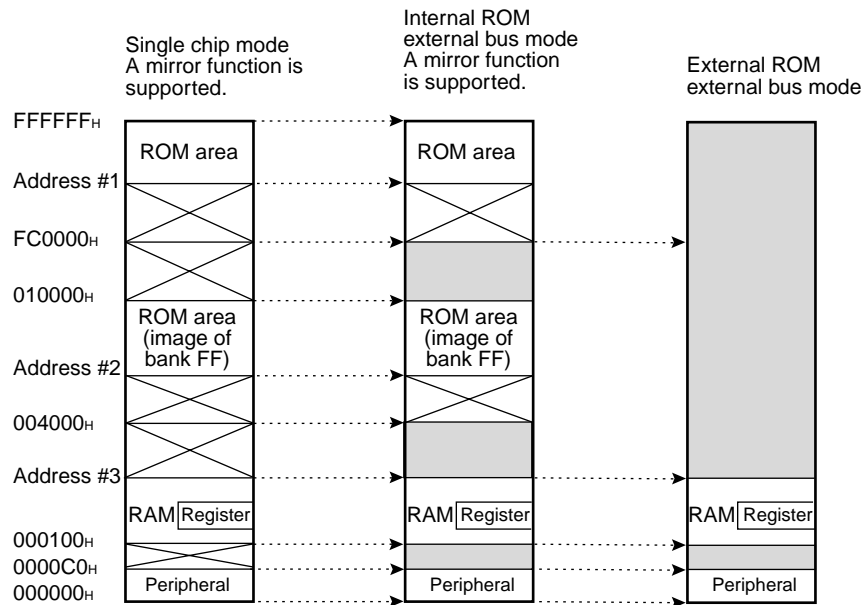 Single chip mode
A mirror function is
supported.
Internal ROM
external bus mode
A mirror function
is supported.
External ROM
external bus mode
FFFFFFH
Address #1
FC0000H
010000H
Address #2
004000H
Address #3
000100H
0000C0H
000000H
ROM area
ROM area
(image of
bank FF)
RAM Register
Peripheral
ROM area
ROM area
(image of
bank FF)
RAM Register
Peripheral
RAM Register
Peripheral